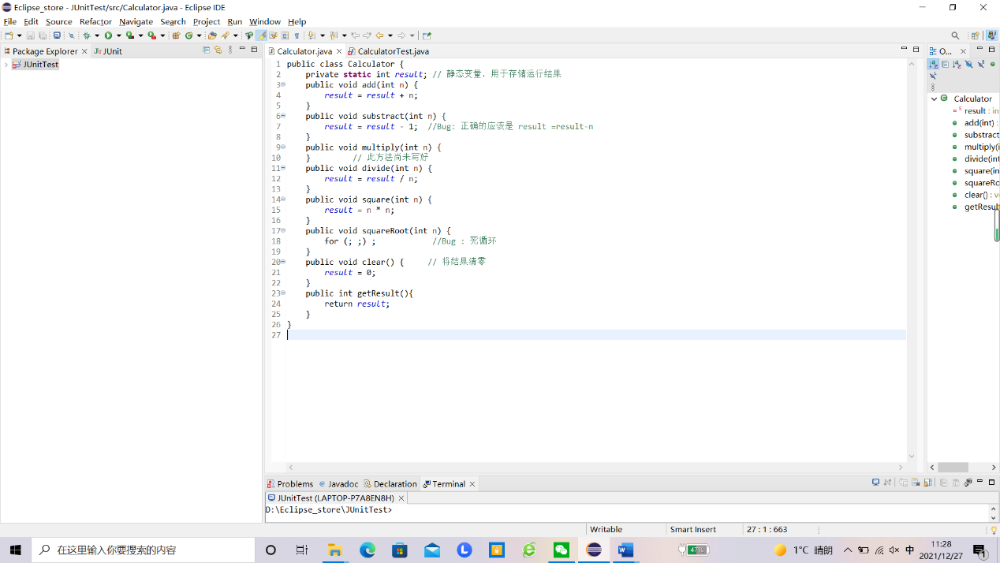 Eclipse_store - JUnitTest/src/Calculator.java - Eclipse IDE
File Edit Source Refactor Navigate Search Project Run Window Help
Package Explorer JUnit
JUnitTest
Calculator.java CalculatorTest.java
1 public class Calculator {
2 private static int result; // 静态变量，用于存储运行结果
3 public void add(int n) {
4 result = result + n;
5 }
6 public void substract(int n) {
7 result = result - 1; //Bug: 正确的应该是 result =result-n
8 }
9 public void multiply(int n) {
10 } // 此方法尚未写好
11 public void divide(int n) {
12 result = result / n;
13 }
14 public void square(int n) {
15 result = n * n;
16 }
17 public void squareRoot(int n) {
18 for (; ;) ; //Bug : 死循环
19 }
20 public void clear() { // 将结果清零
21 result = 0;
22 }
23 public int getResult(){
24 return result;
25 }
26 }
27
O...
Calculator
result : in
add(int) :
substract
multiply(i
divide(int
square(in
squareRo
clear() : v
getResult
Problems Javadoc Declaration Terminal
JUnitTest (LAPTOP-P7A8EN8H)
D:\Eclipse_store\JUnitTest>
Writable Smart Insert 27 : 1 : 663
在这里输入你要搜索的内容
47%
1°C 晴朗
中
11:28
2021/12/27
1